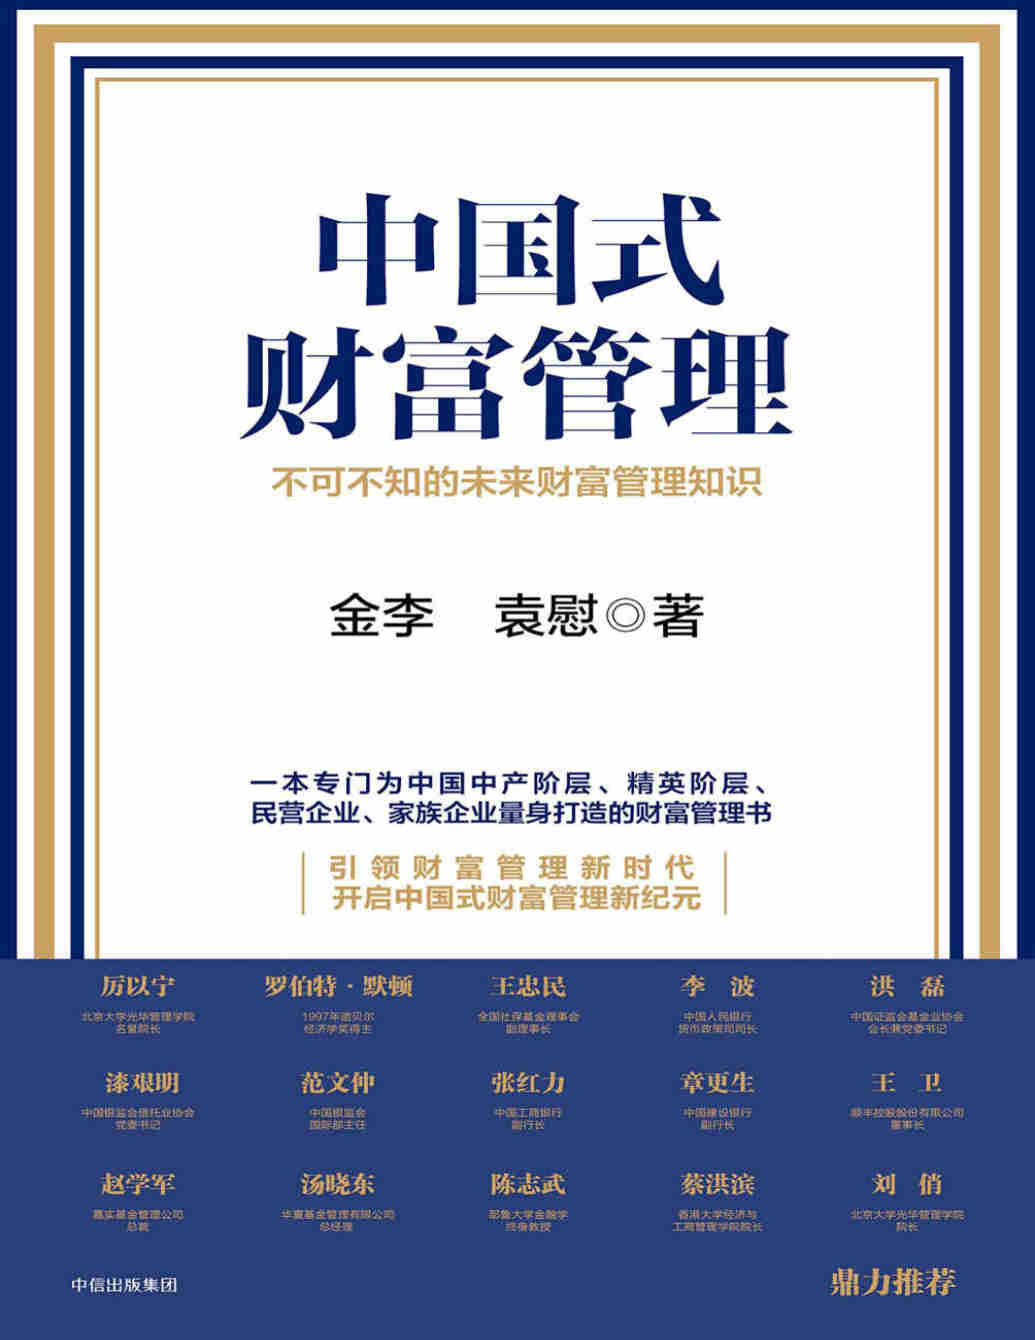 中国式
财富管理
不可不知的未来财富管理知识
金李 袁慰◎著
一本专门为中国中产阶层、精英阶层、
民营企业、家族企业量身打造的财富管理书
引领财富管理新时代
开启中国式财富管理新纪元
厉以宁 罗伯特·默顿 王忠民 李波 洪磊
北京大学光华管理学院 1997年诺贝尔 全国社保基金理事会 中国人民银行 中国证监会基金业协会
名誉院长 经济学奖得主 副理事长 货币政策司司长 会长兼党委书记
漆艰明 范文仲 张红力 章更生 王卫
中国银监会信托业协会 中国银监会 中国工商银行 中国建设银行 顺丰控股股份有限公司
党委书记 国际部主任 副行长 副行长 董事长
赵学军 汤晓东 陈志武 蔡洪滨 刘俏
嘉实基金管理公司 华夏基金管理有限公司 耶鲁大学金融学 香港大学经济与 北京大学光华管理学院
总裁 总经理 终身教授 工商管理学院院长 院长
中信出版集团 鼎力推荐